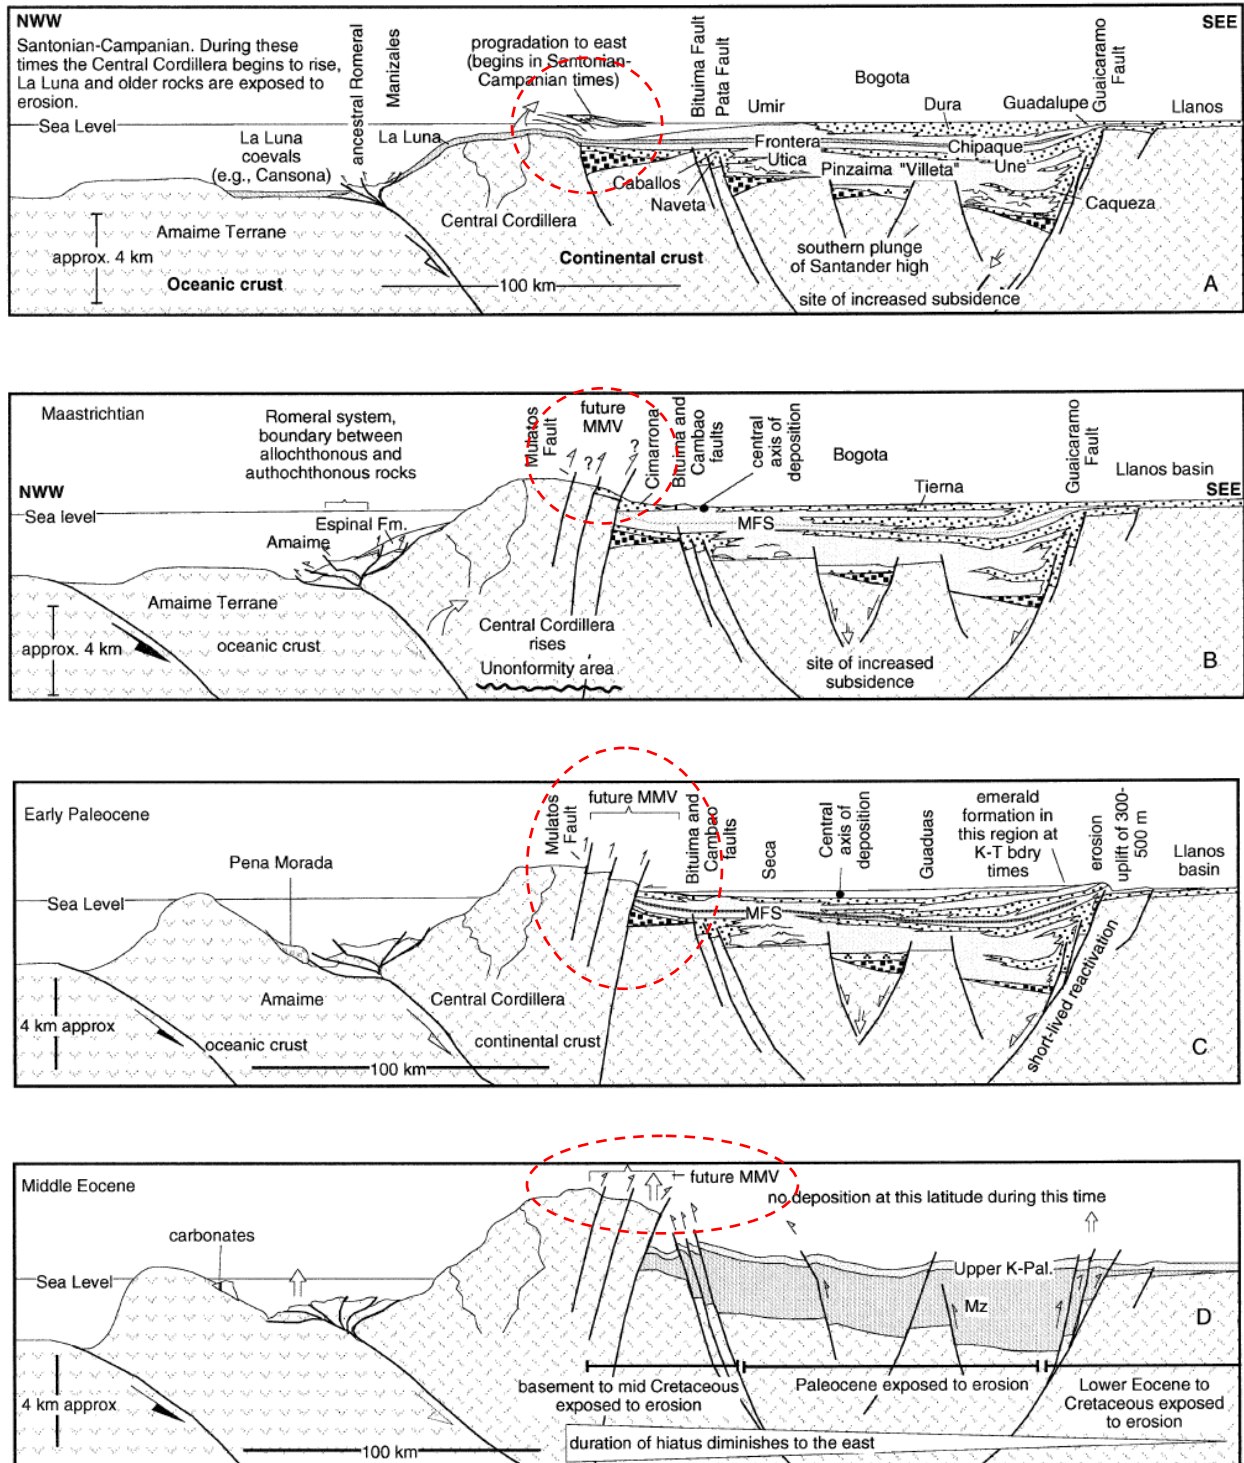 NWW
SEE
Santonian-Campanian. During these
times the Central Cordillera begins to rise,
La Luna and older rocks are exposed to
erosion.
ancestral Romeral
Manizales
progradation to east
(begins in Santonian-
Campanian times)
Bituima Fault
Pata Fault
Umir
Bogota
Dura
Guadalupe
Guaicaramo
Fault
Llanos
Sea Level
La Luna
coevals
(e.g., Cansona)
La Luna
Frontera
Utica
Chipaque
Une
Pinzaima "Villeta"
Caballos
Naveta
Caqueza
Central Cordillera
Amaime Terrane
approx. 4 km
Oceanic crust
Continental crust
100 km
southern plunge
of Santander high
site of increased subsidence
A
Maastrichtian
Romeral system,
boundary between
allochthonous and
authochthonous rocks
Mulatos
Fault
future
MMV
?
?
Cimarrona
Bituima and
Cambao
faults
central
axis of
deposition
Bogota
Tierna
Guaicaramo
Fault
Llanos basin
NWW
SEE
Sea level
Espinal Fm.
Amaime
MFS
Amaime Terrane
oceanic crust
approx. 4 km
Central Cordillera
rises
Unonformity area
site of increased
subsidence
B
Early Paleocene
Pena Morada
Mulatos
Fault
future MMV
Bituima and
Cambao
faults
Seca
Central
axis of
deposition
Guaduas
emerald
formation in
this region at
K-T bdry
times
erosion
uplift of 300-
500 m
Llanos
basin
Sea Level
MFS
Amaime
Central Cordillera
4 km approx
oceanic crust
continental crust
100 km
short-lived reactivation
C
Middle Eocene
future MMV
no deposition at this latitude during this time
carbonates
Sea Level
Upper K-Pal.
Mz
D
4 km approx
basement to mid Cretaceous
exposed to erosion
Paleocene exposed to erosion
Lower Eocene to
Cretaceous exposed
to erosion
100 km
duration of hiatus diminishes to the east